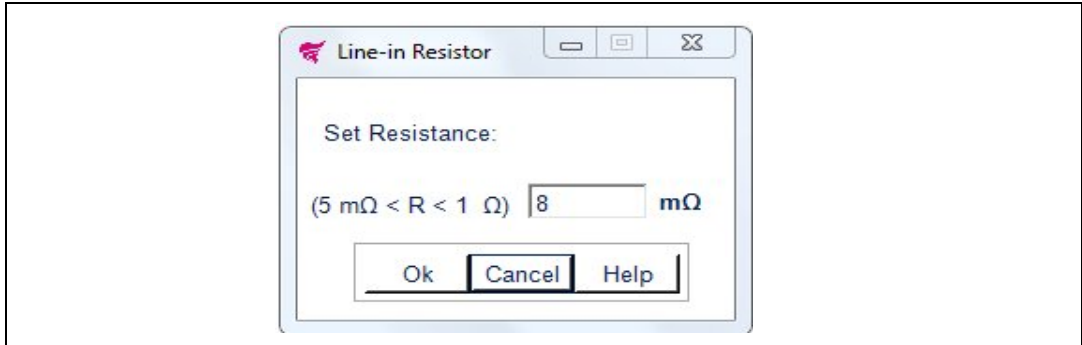 Line-in Resistor
Set Resistance:
(5 mΩ < R < 1 Ω) 8 mΩ
Ok Cancel Help